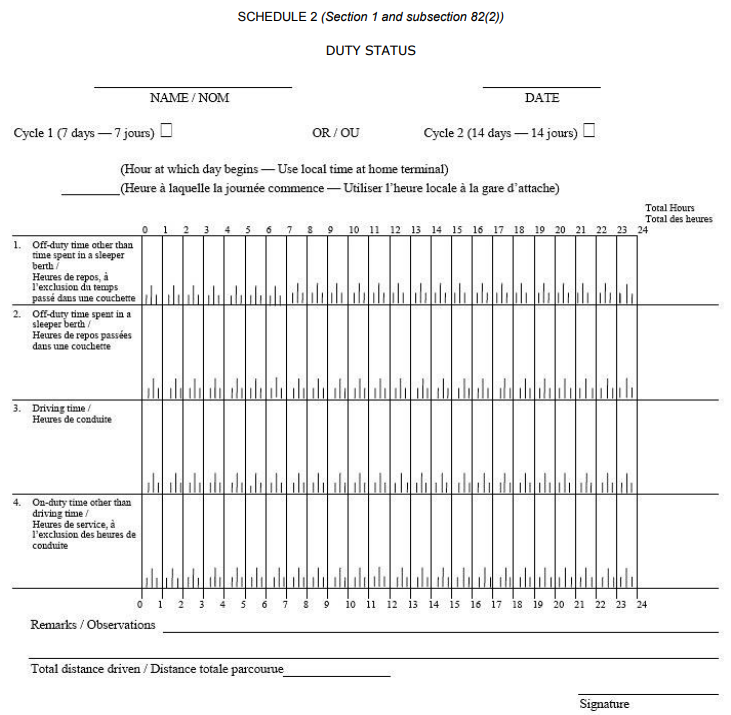 SCHEDULE 2 (Section 1 and subsection 82(2))
DUTY STATUS
NAME / NOM
DATE
Cycle 1 (7 days — 7 jours)
OR / OU
Cycle 2 (14 days — 14 jours)
(Hour at which day begins — Use local time at home terminal)
(Heure à laquelle la journée commence — Utiliser l'heure locale à la gare d'attache)
Total Hours
Total des heures
0 1 2 3 4 5 6 7 8 9 10 11 12 13 14 15 16 17 18 19 20 21 22 23 24
1. Off-duty time other than
time spent in a sleeper
berth /
Heures de repos, à
l'exclusion du temps
passé dans une couchette
2. Off-duty time spent in a
sleeper berth /
Heures de repos passées
dans une couchette
3. Driving time /
Heures de conduite
4. On-duty time other than
driving time /
Heures de service, à
l'exclusion des heures de
conduite
0 1 2 3 4 5 6 7 8 9 10 11 12 13 14 15 16 17 18 19 20 21 22 23 24
Remarks / Observations
Total distance driven / Distance totale parcourue
Signature